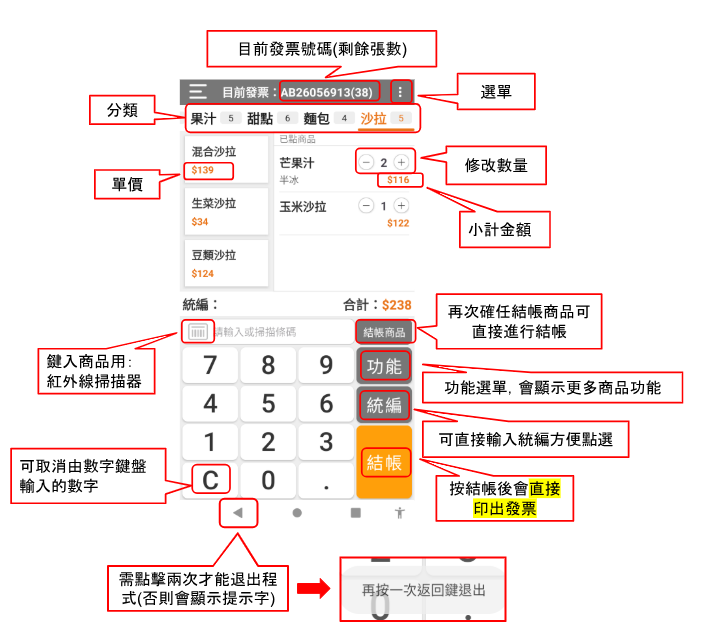 目前發票號碼(剩餘張數)
目前發票：AB26056913(38)
選單
分類
果汁 5 甜點 6 麵包 4 沙拉 5
已點商品
混合沙拉
$139
單價
芒果汁
半冰
2
$116
修改數量
小計金額
生菜沙拉
$34
玉米沙拉
1
$122
豆類沙拉
$124
統編：
合計：$238
請輸入或掃描條碼
結帳商品
再次確任結帳商品可
直接進行結帳
鍵入商品用:
紅外線掃描器
7 8 9 功能
功能選單, 會顯示更多商品功能
4 5 6 統編
可直接輸入統編方便點選
1 2 3
結帳
C 0 .
可取消由數字鍵盤
輸入的數字
按結帳後會直接
印出發票
需點擊兩次才能退出程
式(否則會顯示提示字)
再按一次返回鍵退出
0 .